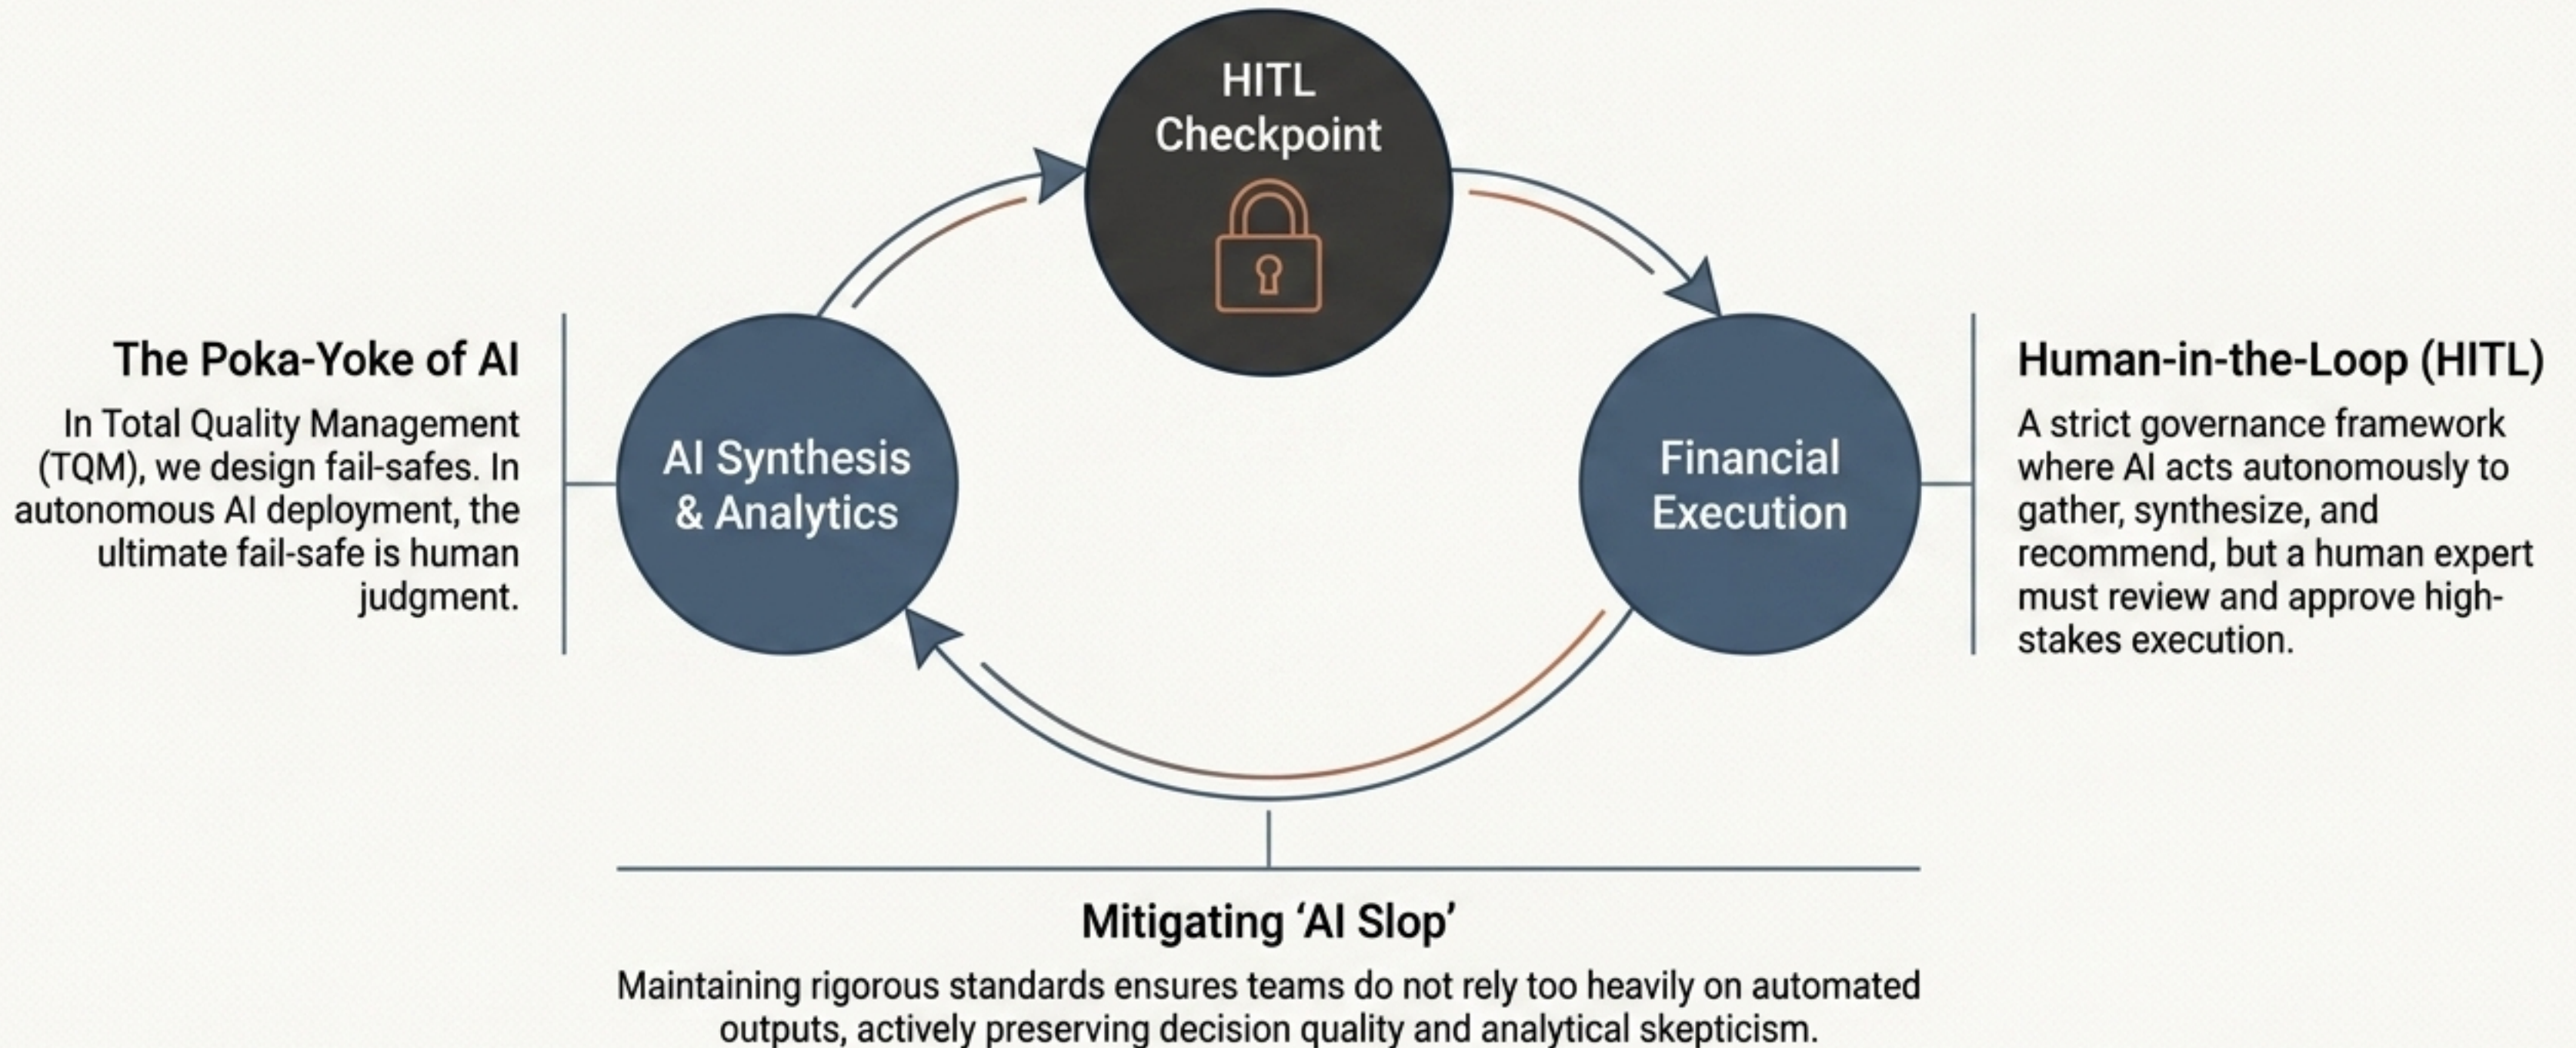 HITL
Checkpoint
The Poka-Yoke of AI
In Total Quality Management
(TQM), we design fail-safes. In
autonomous AI deployment, the
ultimate fail-safe is human
judgment.
AI Synthesis
& Analytics
Financial
Execution
Human-in-the-Loop (HITL)
A strict governance framework
where AI acts autonomously to
gather, synthesize, and
recommend, but a human expert
must review and approve high-
stakes execution.
Mitigating ‘AI Slop’
Maintaining rigorous standards ensures teams do not rely too heavily on automated
outputs, actively preserving decision quality and analytical skepticism.